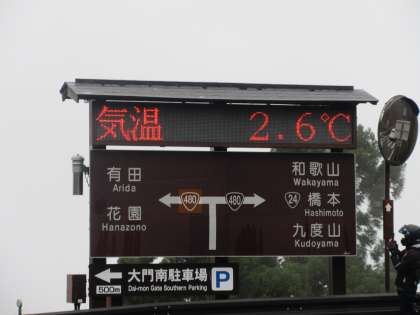 気温 2.6℃
有田
Arida
花園
Hanazono
480
480
和歌山
Wakayama
24 橋本
Hashimoto
九度山
Kudoyama
大門南駐車場 P
500m Dai-mon Gate Southern Parking